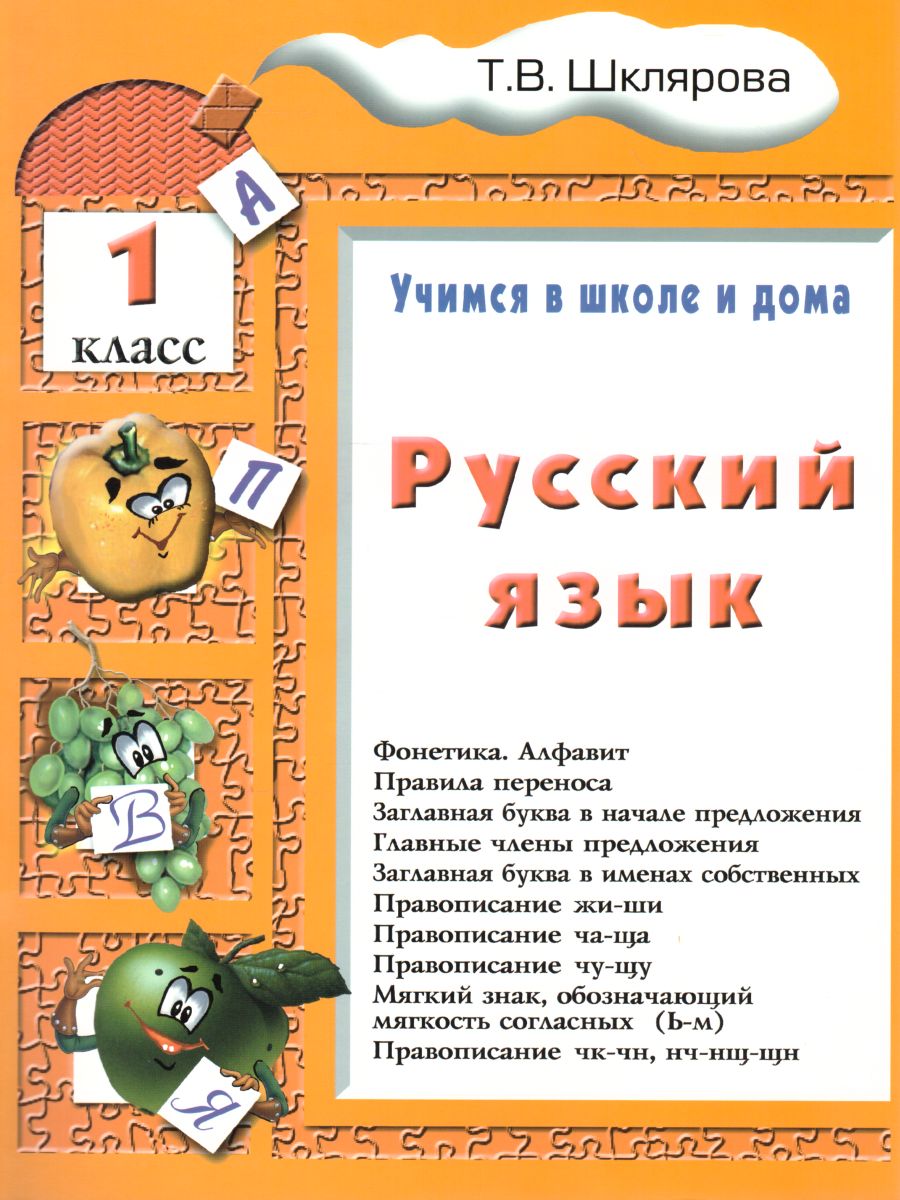 Т.В. Шклярова
А
1
класс
Учимся в школе и дома
П
Русский
язык
В
Фонетика. Алфавит
Правила переноса
Заглавная буква в начале предложения
Главные члены предложения
Заглавная буква в именах собственных
Правописание жи-ши
Правописание ча-ща
Правописание чу-щу
Мягкий знак, обозначающий
мягкость согласных (Ь-м)
Правописание чк-чн, нч-нщ-щн
Я